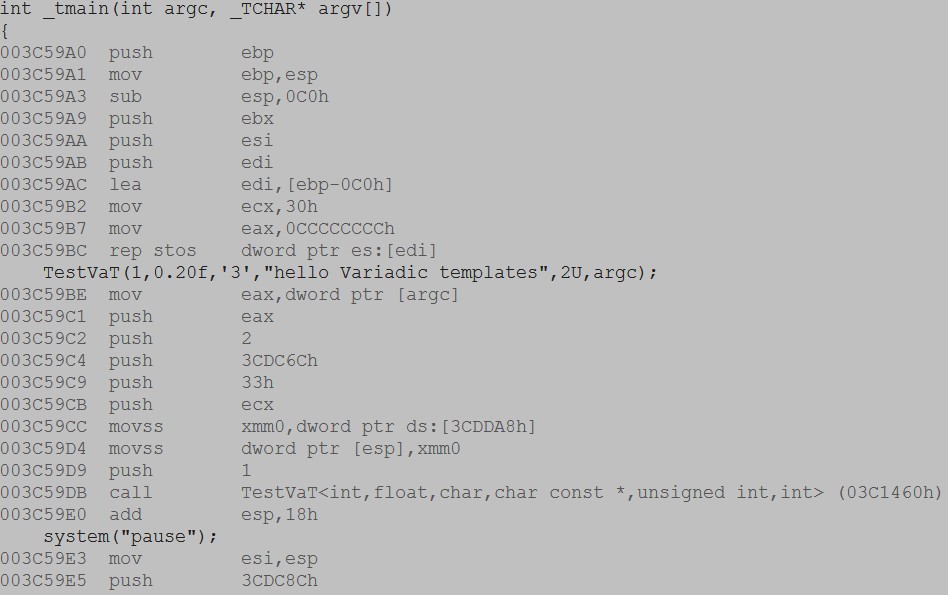 int _tmain(int argc, _TCHAR* argv[])
{
003C59A0 push ebp
003C59A1 mov ebp,esp
003C59A3 sub esp,0C0h
003C59A9 push ebx
003C59AA push esi
003C59AB push edi
003C59AC lea edi,[ebp-0C0h]
003C59B2 mov ecx,30h
003C59B7 mov eax,0CCCCCCCCh
003C59BC rep stos dword ptr es:[edi]
TestVaT(1,0.20f,'3',"hello Variadic templates",2U,argc);
003C59BE mov eax,dword ptr [argc]
003C59C1 push eax
003C59C2 push 2
003C59C4 push 3CDC6Ch
003C59C9 push 33h
003C59CB push ecx
003C59CC movss xmm0,dword ptr ds:[3CDDA8h]
003C59D4 movss dword ptr [esp],xmm0
003C59D9 push 1
003C59DB call TestVaT<int,float,char,char const *,unsigned int,int> (03C1460h)
003C59E0 add esp,18h
system("pause");
003C59E3 mov esi,esp
003C59E5 push 3CDC8Ch